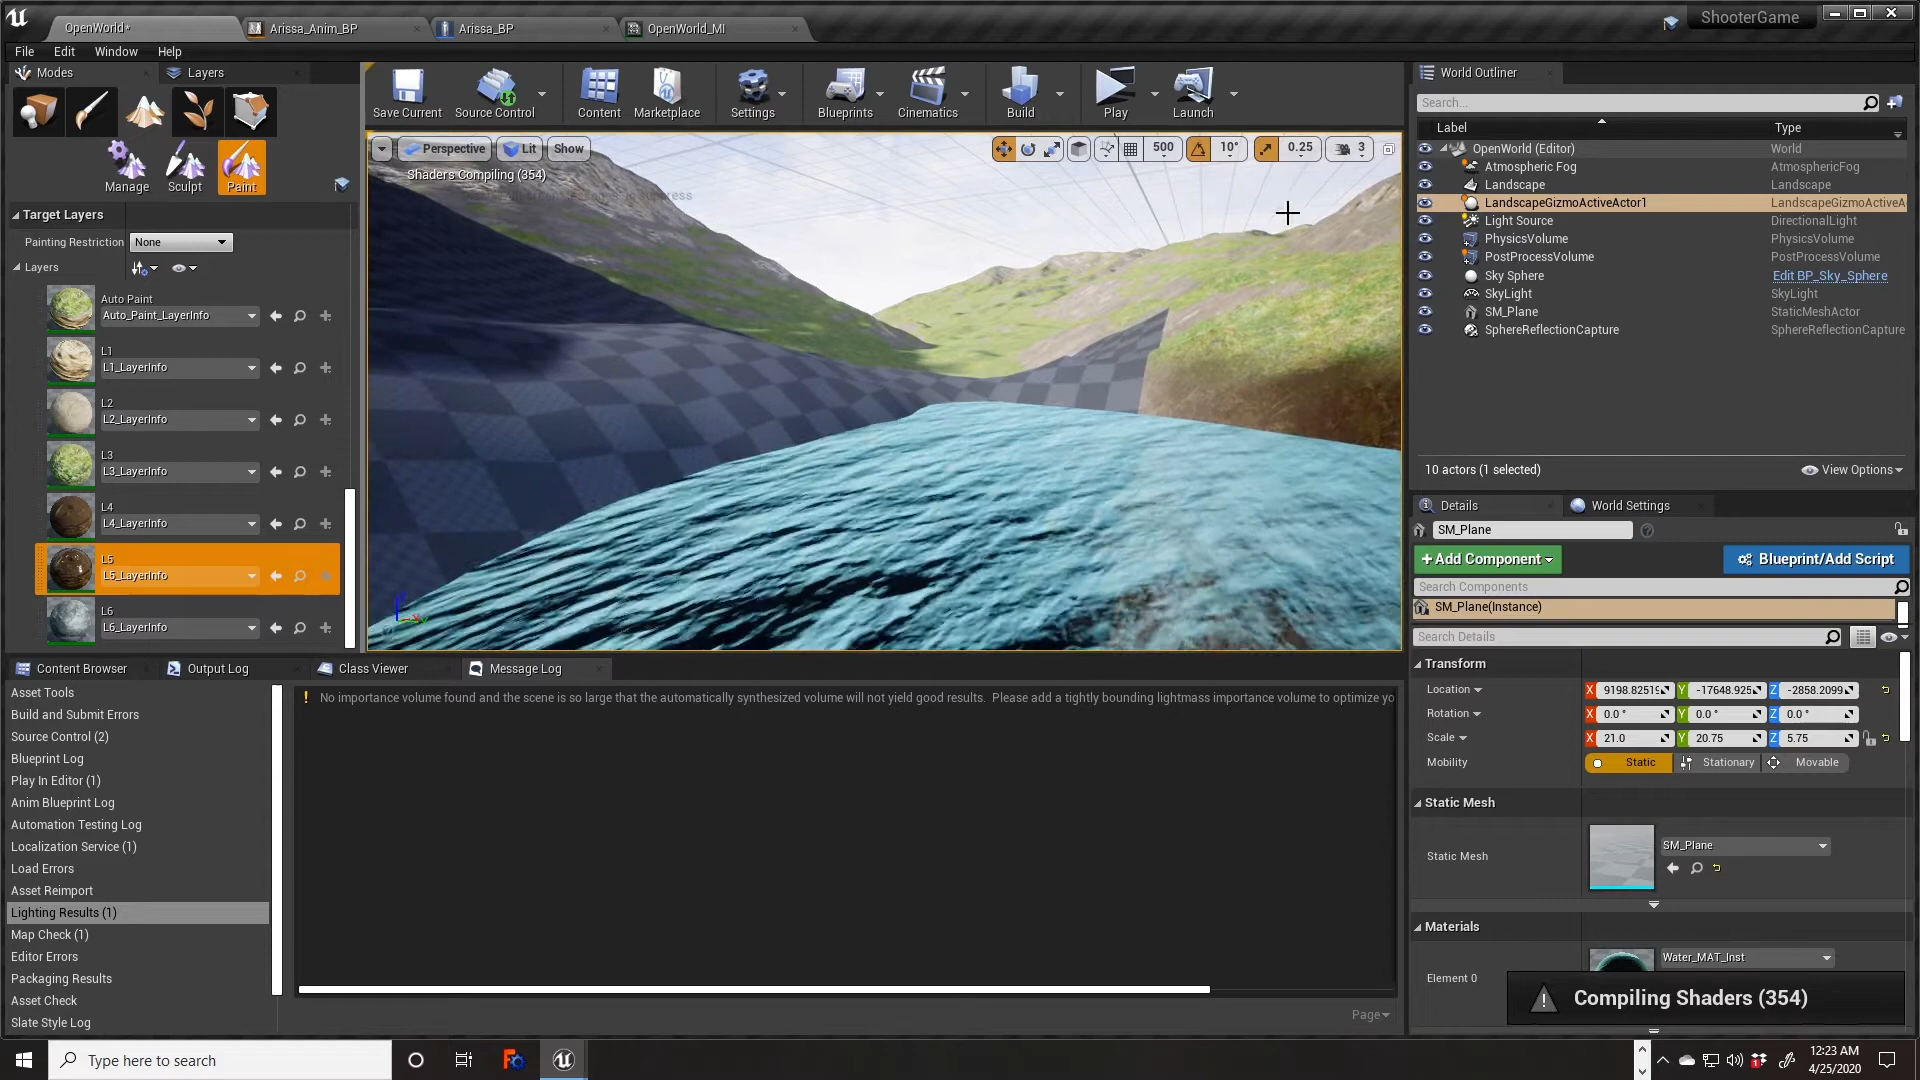 OpenWorld*
Arissa_Anim_BP
Arissa_BP
OpenWorld_MI
ShooterGame
File Edit Window Help
Modes
Layers
Save Current
Source Control
Content
Marketplace
Settings
Blueprints
Cinematics
Build
Play
Launch
Manage
Sculpt
Paint
Target Layers
Painting Restriction None
Layers
Auto Paint
Auto_Paint_LayerInfo
L1
L1_LayerInfo
L2
L2_LayerInfo
L3
L3_LayerInfo
L4
L4_LayerInfo
L5
L5_LayerInfo
L6
L6_LayerInfo
Perspective
Lit
Show
500
10°
0.25
3
Shaders Compiling (354)
suppress
World Outliner
Search...
Label Type
OpenWorld (Editor) World
Atmospheric Fog AtmosphericFog
Landscape Landscape
LandscapeGizmoActiveActor1 LandscapeGizmoActiveA
Light Source DirectionalLight
PhysicsVolume PhysicsVolume
PostProcessVolume PostProcessVolume
Sky Sphere Edit BP_Sky_Sphere
SkyLight SkyLight
SM_Plane StaticMeshActor
SphereReflectionCapture SphereReflectionCapture
10 actors (1 selected)
View Options
Details
World Settings
SM_Plane
+Add Component
Blueprint/Add Script
Search Components
SM_Plane(Instance)
Search Details
Transform
Location X 9198.82519 Y -17648.925 Z -2858.2099
Rotation X 0.0 ° Y 0.0 ° Z 0.0 °
Scale X 21.0 Y 20.75 Z 5.75
Mobility Static Stationary Movable
Static Mesh
Static Mesh
SM_Plane
Materials
Element 0
Water_MAT_Inst
Compiling Shaders (354)
Content Browser
Output Log
Class Viewer
Message Log
Asset Tools
Build and Submit Errors
Source Control (2)
Blueprint Log
Play In Editor (1)
Anim Blueprint Log
Automation Testing Log
Localization Service (1)
Load Errors
Asset Reimport
Lighting Results (1)
Map Check (1)
Editor Errors
Packaging Results
Asset Check
Slate Style Log
! No importance volume found and the scene is so large that the automatically synthesized volume will not yield good results. Please add a tightly bounding lightmass importance volume to optimize yo
Page
Type here to search
12:23 AM
4/25/2020